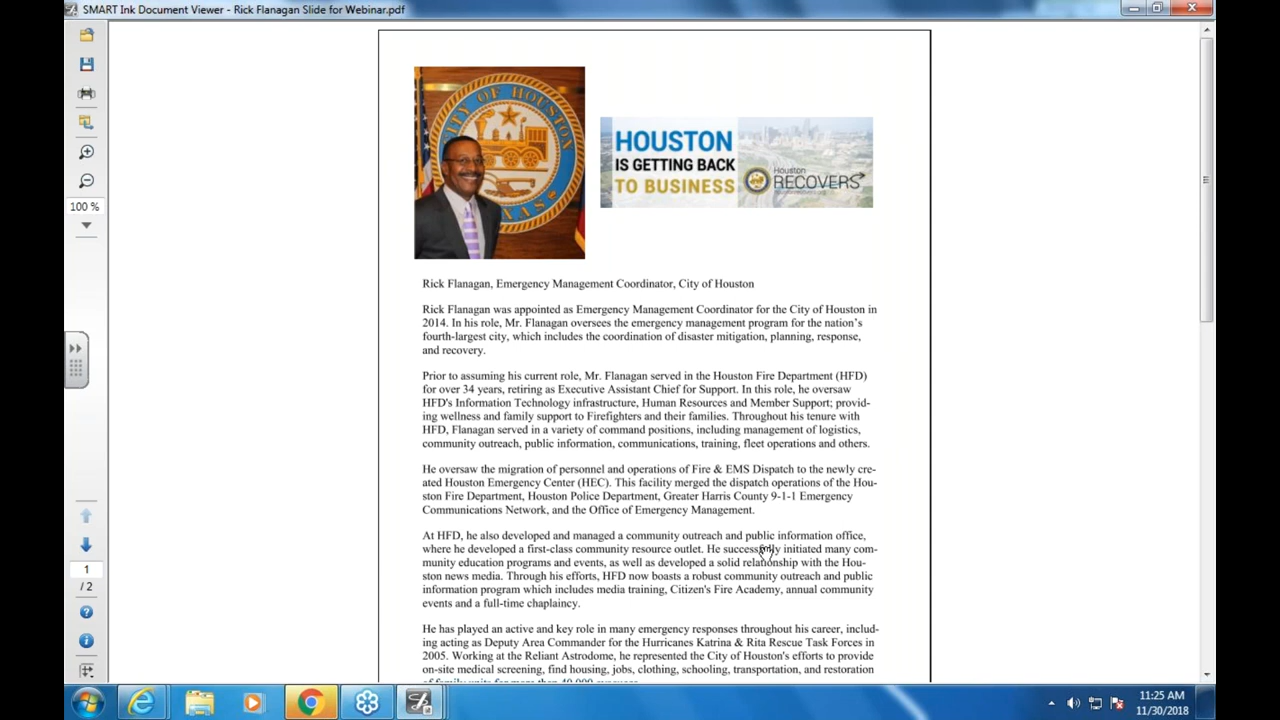 SMART Ink Document Viewer - Rick Flanagan Slide for Webinar.pdf
100 %
1
/ 2
CITY OF HOUSTON
HOUSTON
IS GETTING BACK
TO BUSINESS
Houston
RECOVERS
Rick Flanagan, Emergency Management Coordinator, City of Houston
Rick Flanagan was appointed as Emergency Management Coordinator for the City of Houston in
2014. In his role, Mr. Flanagan oversees the emergency management program for the nation’s
fourth-largest city, which includes the coordination of disaster mitigation, planning, response,
and recovery.
Prior to assuming his current role, Mr. Flanagan served in the Houston Fire Department (HFD)
for over 34 years, retiring as Executive Assistant Chief for Support. In this role, he oversaw
HFD's Information Technology infrastructure, Human Resources and Member Support; provid-
ing wellness and family support to Firefighters and their families. Throughout his tenure with
HFD, Flanagan served in a variety of command positions, including management of logistics,
community outreach, public information, communications, training, fleet operations and others.
He oversaw the migration of personnel and operations of Fire & EMS Dispatch to the newly cre-
ated Houston Emergency Center (HEC). This facility merged the dispatch operations of the Hou-
ston Fire Department, Houston Police Department, Greater Harris County 9-1-1 Emergency
Communications Network, and the Office of Emergency Management.
At HFD, he also developed and managed a community outreach and public information office,
where he developed a first-class community resource outlet. He successfully initiated many com-
munity education programs and events, as well as developed a solid relationship with the Hou-
ston news media. Through his efforts, HFD now boasts a robust community outreach and public
information program which includes media training, Citizen's Fire Academy, annual community
events and a full-time chaplaincy.
He has played an active and key role in many emergency responses throughout his career, includ-
ing acting as Deputy Area Commander for the Hurricanes Katrina & Rita Rescue Task Forces in
2005. Working at the Reliant Astrodome, he represented the City of Houston's efforts to provide
on-site medical screening, find housing, jobs, clothing, schooling, transportation, and restoration
11:25 AM
11/30/2018